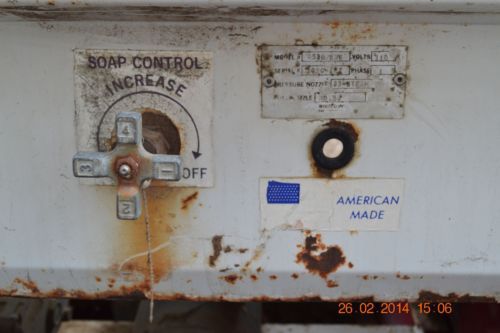 SOAP CONTROL
INCREASE
OFF
4
3
1
2
MODEL
VOLTS
SERIAL
PHASE
PRESSURE NOZZLE
AMERICAN
MADE
26.02.2014 15:06